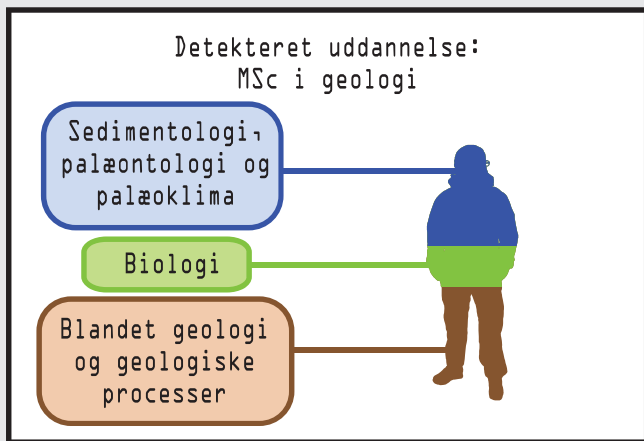 Detekteret uddannelse:
MSc i geologi
Sedimentologi,
palæontologi og
palæoklima
Biologi
Blandet geologi
og geologiske
processer